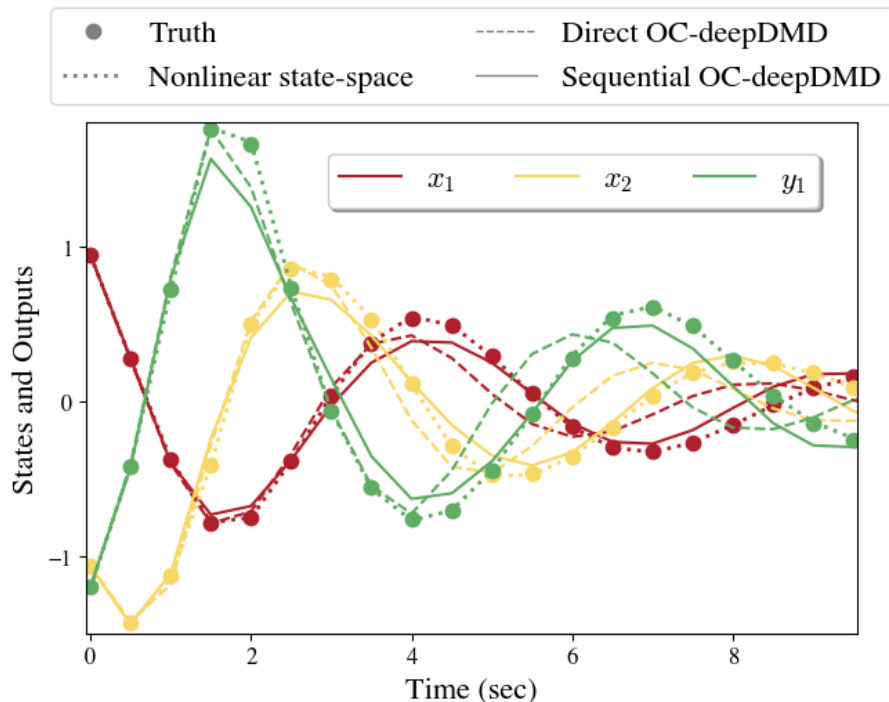 Truth
Direct OC-deepDMD
Nonlinear state-space
Sequential OC-deepDMD
x₁
x₂
y₁
States and Outputs
1
0
−1
0 2 4 6 8
Time (sec)